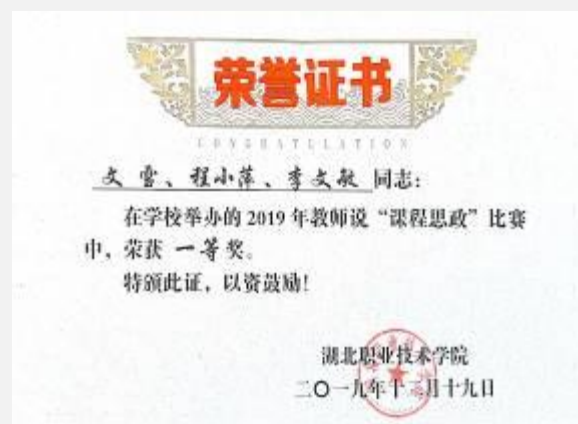 荣誉证书
CONGRATULATION
文雪、程小萍、李文敏 同志:
在学校举办的 2019 年教师说“课程思政”比赛
中，荣获 一等奖。
特颁此证，以资鼓励!
湖北职业技术学院
二〇一九年十二月十九日